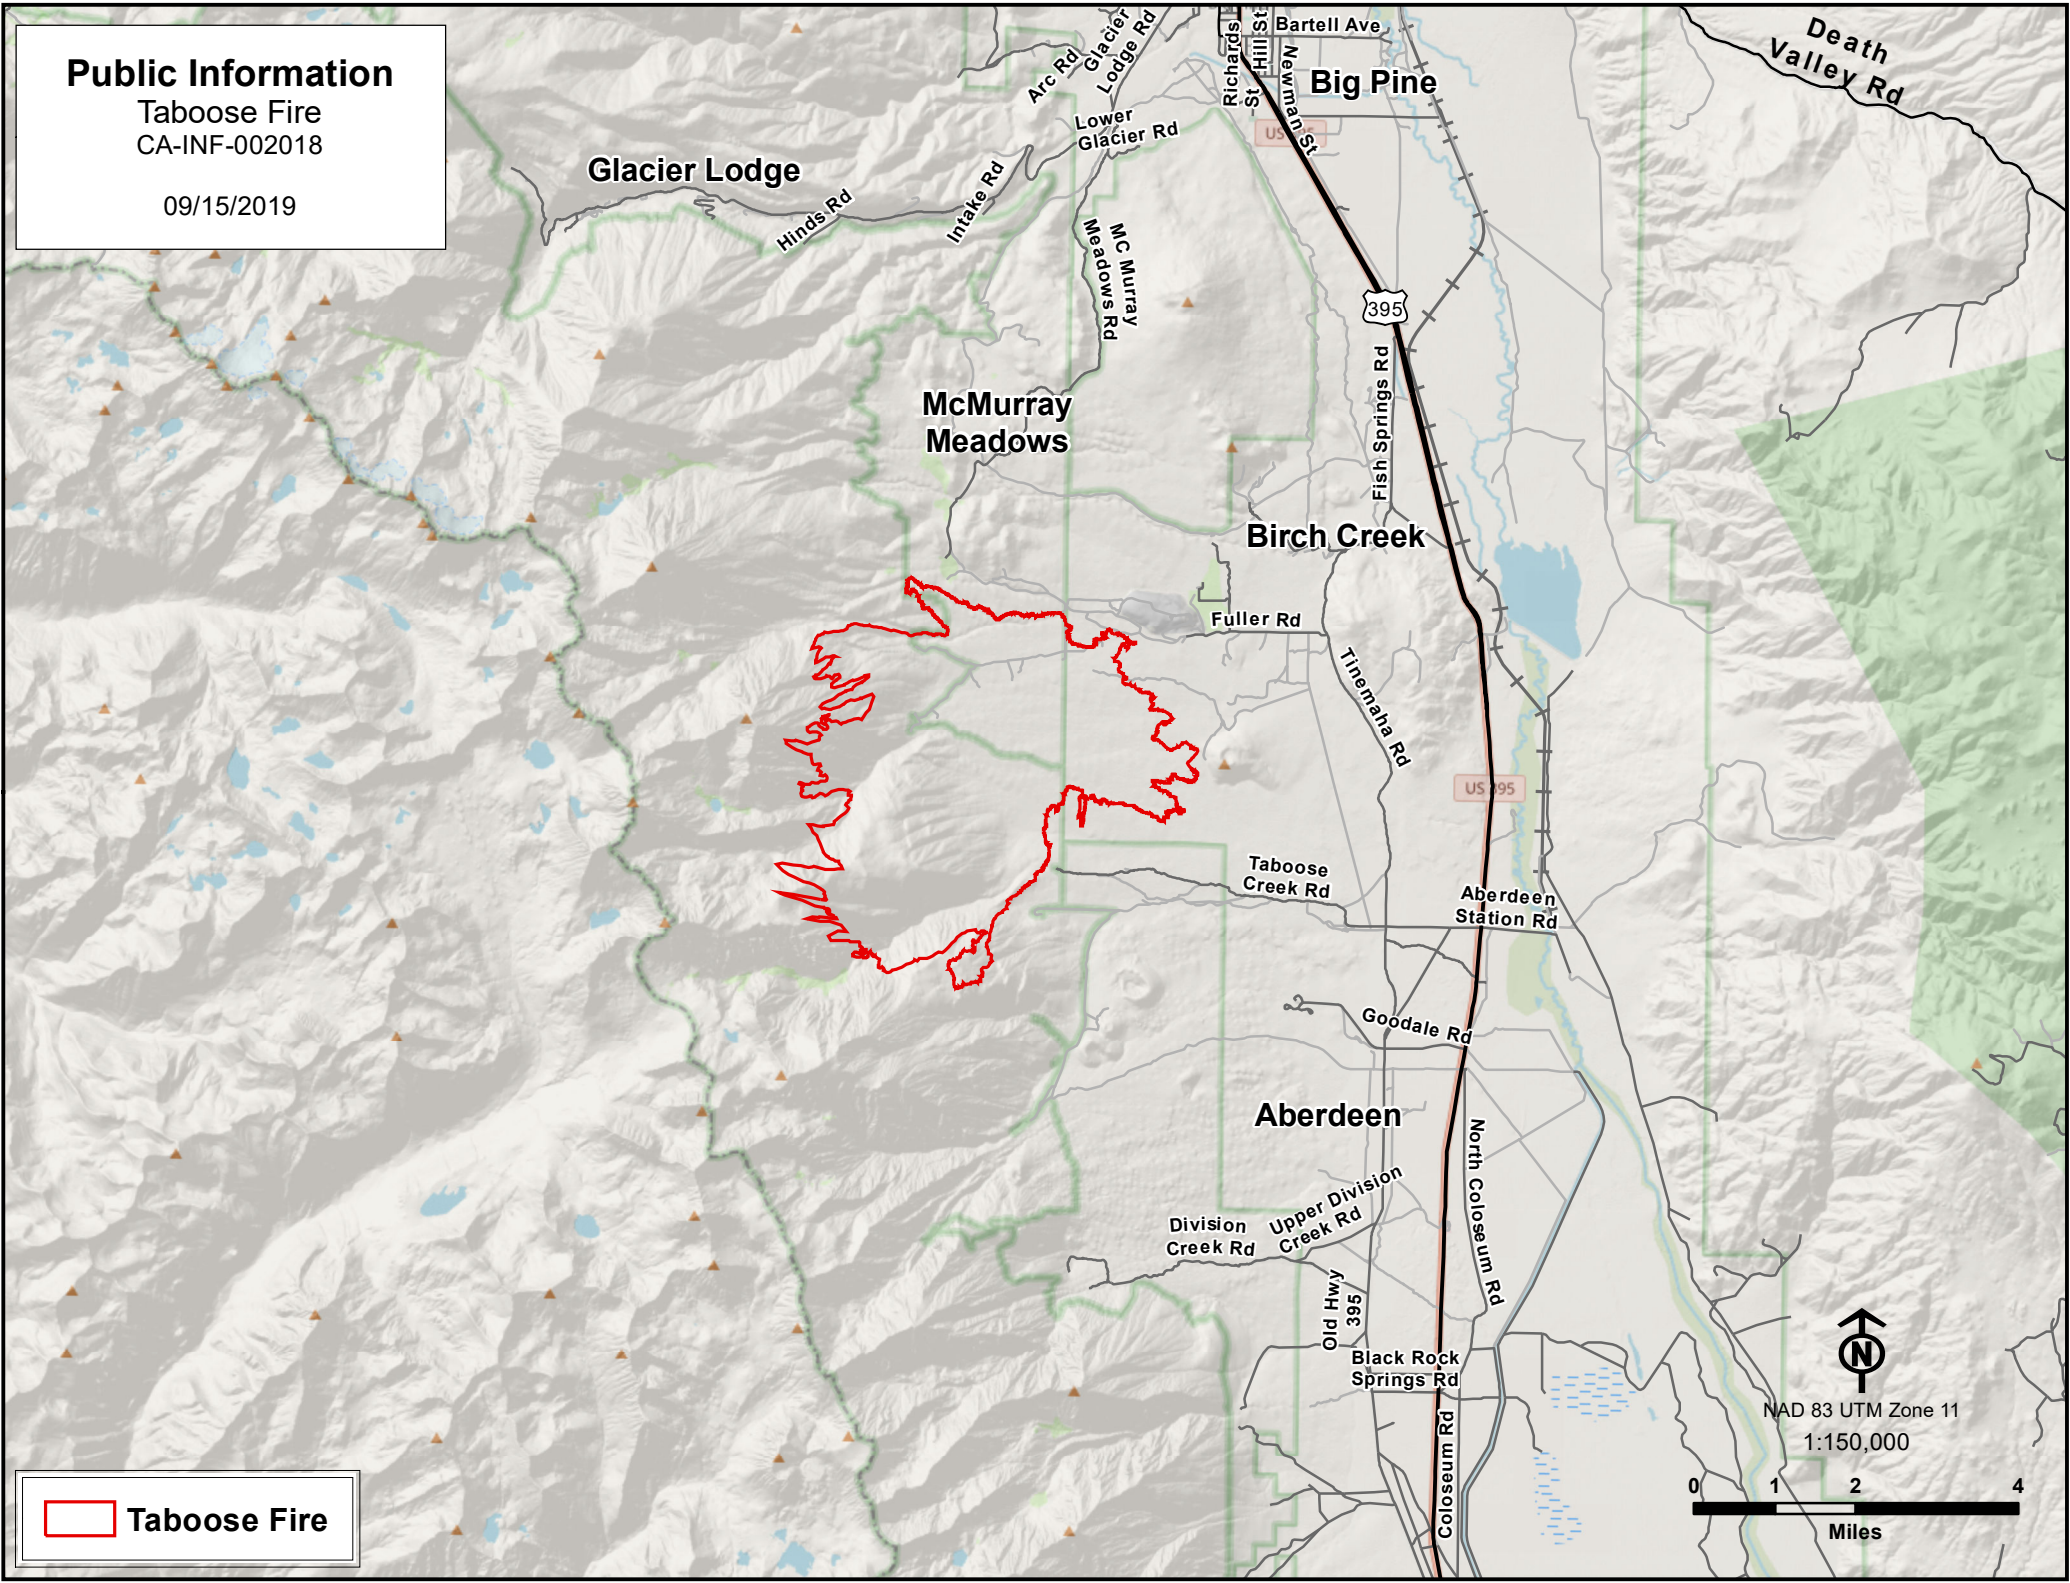 Public Information
Taboose Fire
CA-INF-002018
09/15/2019
Bartell Ave
Richards
St
Hill St
Newman St
Big Pine
US 395
Death
Valley Rd
Arc Rd
Glacier
Lodge Rd
Lower
Glacier Rd
Glacier Lodge
Hinds Rd
Intake Rd
MC Murray
Meadows Rd
395
McMurray
Meadows
Fish Springs Rd
Birch Creek
Fuller Rd
Tinemaha Rd
US 395
Taboose
Creek Rd
Aberdeen
Station Rd
Goodale Rd
Aberdeen
North Coloseum Rd
Division
Creek Rd
Upper Division
Creek Rd
Old Hwy
395
Black Rock
Springs Rd
Coloseum Rd
N
NAD 83 UTM Zone 11
1:150,000
0 1 2 4
Miles
Taboose Fire